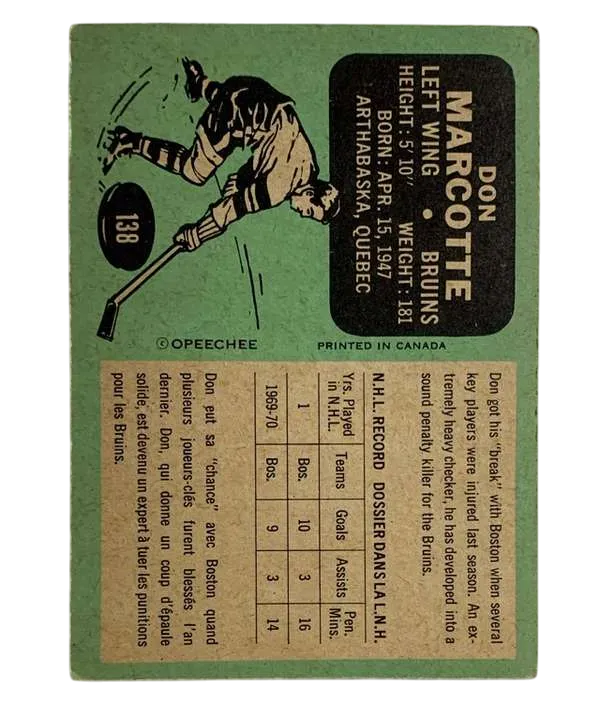 DON
MARCOTTE
LEFT WING • BRUINS
HEIGHT: 5' 10" WEIGHT: 181
BORN: APR. 15, 1947
ARTHABASKA, QUEBEC
138
© OPEECHEE
PRINTED IN CANADA
Don got his "break" with Boston when several
key players were injured last season. An ex-
tremely heavy checker, he has developed into a
sound penalty killer for the Bruins.
N.H.L. RECORD DOSSIER DANS LA L.N.H.
Yrs. Played in N.H.L. Teams Goals Assists Pen. Mins.
1 Bos. 10 3 16
1969-70. Bos. 9 3 14
Don eut sa "chance" avec Boston quand
plusieurs joueurs-clés furent blessés l'an
dernier. Don, qui donne un coup d'épaule
solide, est devenu un expert à tuer les punitions
pour les Bruins.